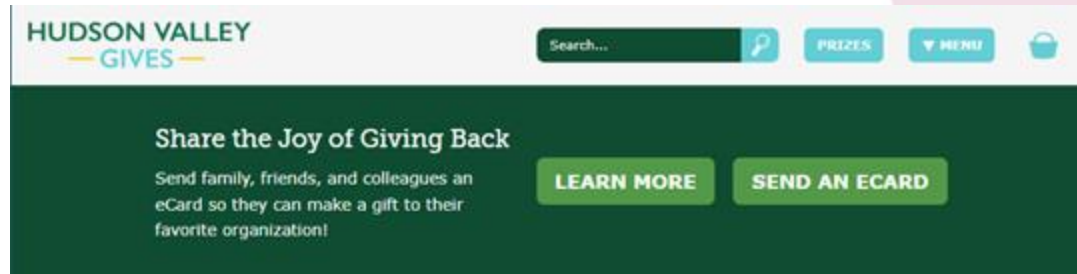 HUDSON VALLEY
GIVES
Search...
PRIZES
▼ MENU
Share the Joy of Giving Back
Send family, friends, and colleagues an
eCard so they can make a gift to their
favorite organization!
LEARN MORE
SEND AN ECARD